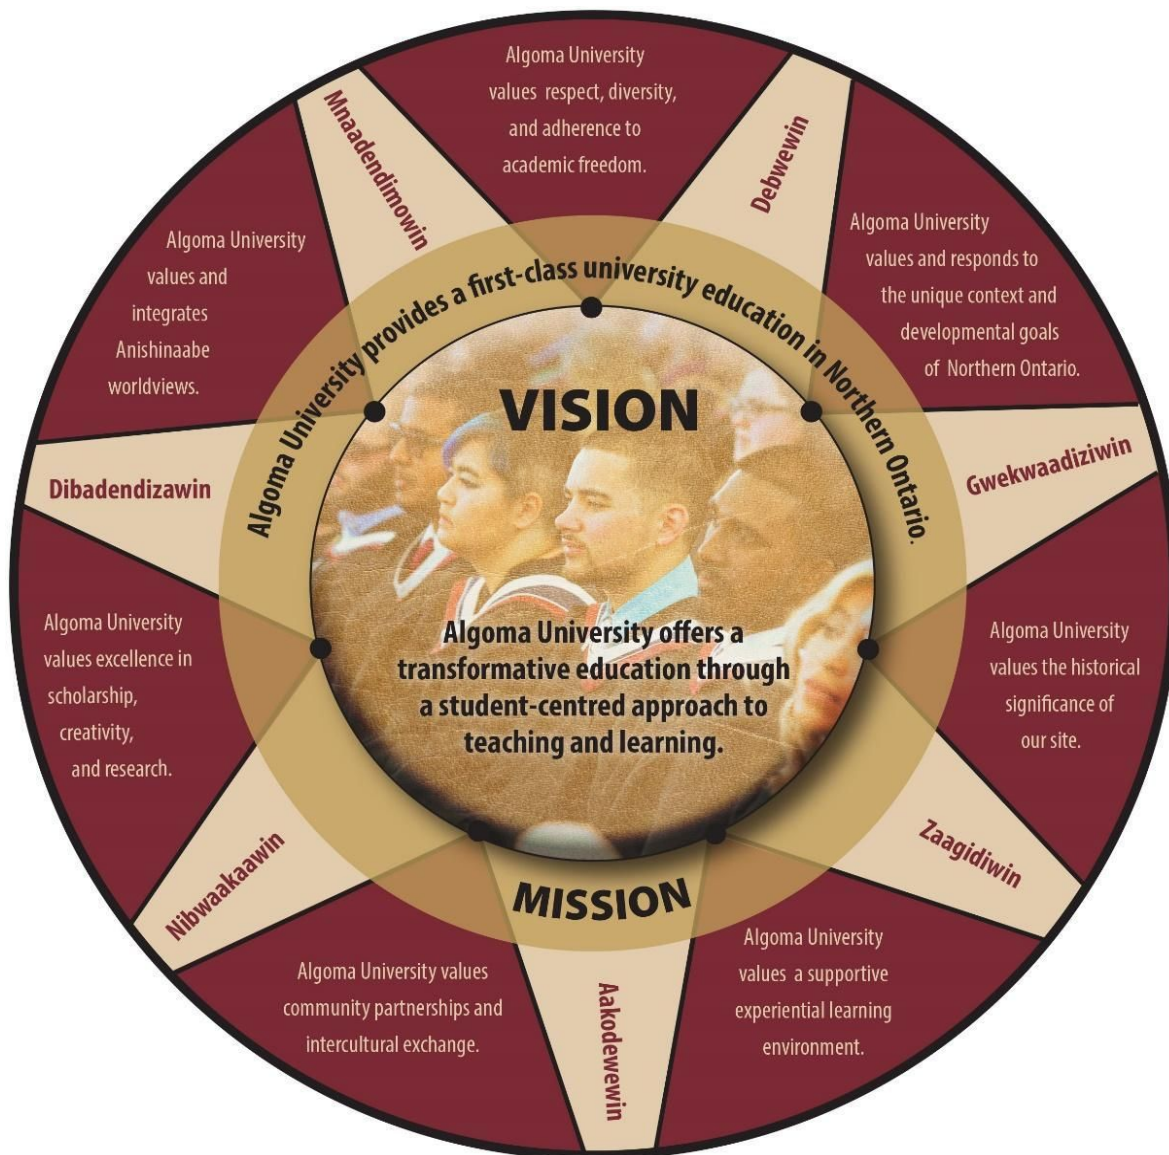 Algoma University
values respect, diversity,
and adherence to
academic freedom.
Debwewin
Algoma University
values and responds to
the unique context and
developmental goals
of Northern Ontario.
Gwekwaadiziwin
Algoma University
values the historical
significance of
our site.
Zaagidiwin
Algoma University
values a supportive
experiential learning
environment.
Aakodewewin
Algoma University values
community partnerships and
intercultural exchange.
Nibwaakaawin
Algoma University
values excellence in
scholarship,
creativity,
and research.
Dibadendizawin
Algoma University
values and
integrates
Anishinaabe
worldviews.
Mnaadendimowin
Algoma University provides a first-class university education in Northern Ontario.
VISION
Algoma University offers a
transformative education through
a student-centred approach to
teaching and learning.
MISSION